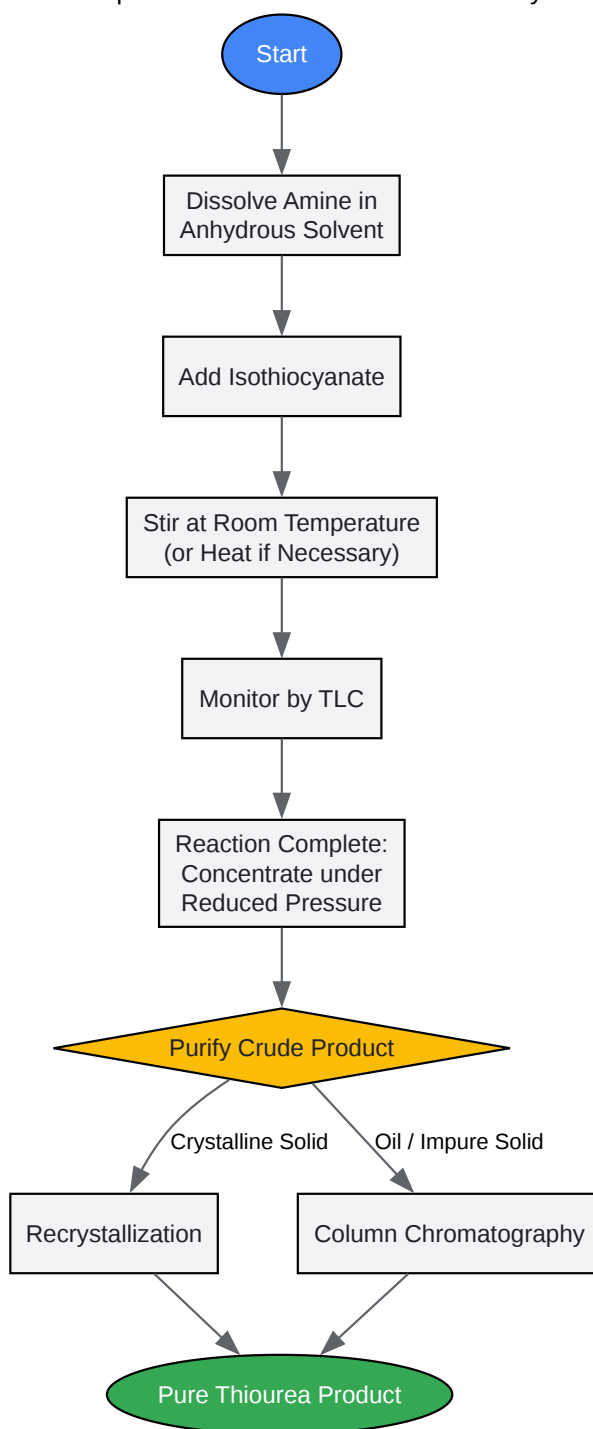 Start
Dissolve Amine in
Anhydrous Solvent
Add Isothiocyanate
Stir at Room Temperature
(or Heat if Necessary)
Monitor by TLC
Reaction Complete:
Concentrate under
Reduced Pressure
Purify Crude Product
Crystalline Solid
Oil / Impure Solid
Recrystallization
Column Chromatography
Pure Thiourea Product